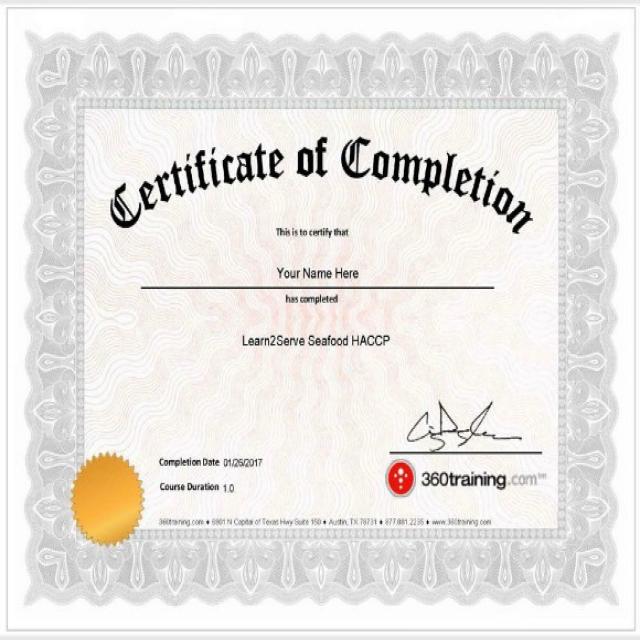 Certificate of Completion
This is to certify that
Your Name Here
has completed
Learn2Serve Seafood HACCP
Completion Date 01/26/2017
Course Duration 1.0
360training.com™
360training.com ♦ 6801 N Capital of Texas Hwy Suite 150 ♦ Austin, TX 78731 ♦ 877.881.2235 ♦ www.360training.com